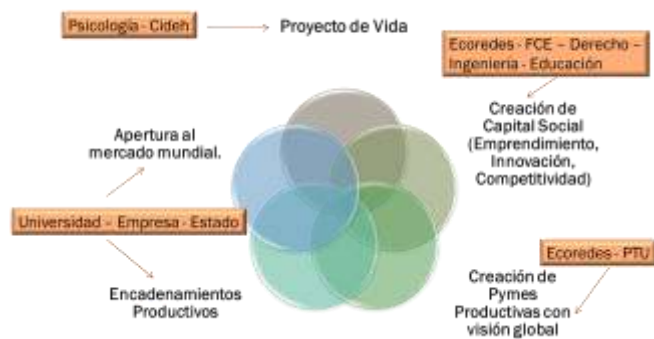 Psicología - Cideh
Proyecto de Vida
Ecoredes - FCE – Derecho –
Ingeniería - Educación
Creación de
Capital Social
(Emprendimiento,
Innovación,
Competitividad)
Apertura al
mercado mundial.
Universidad – Empresa - Estado
Encadenamientos
Productivos
Ecoredes - PTU
Creación de
Pymes
Productivas con
visión global